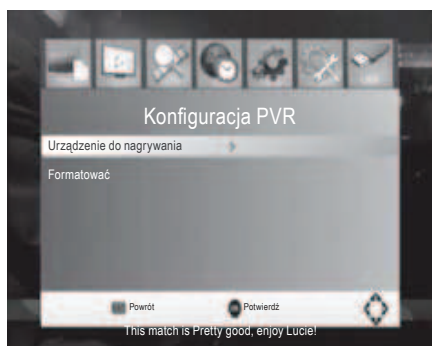 Konfiguracja PVR
Urządzenie do nagrywania
Formatować
Powrót
Potwierdź
This match is Pretty good, enjoy Lucie!